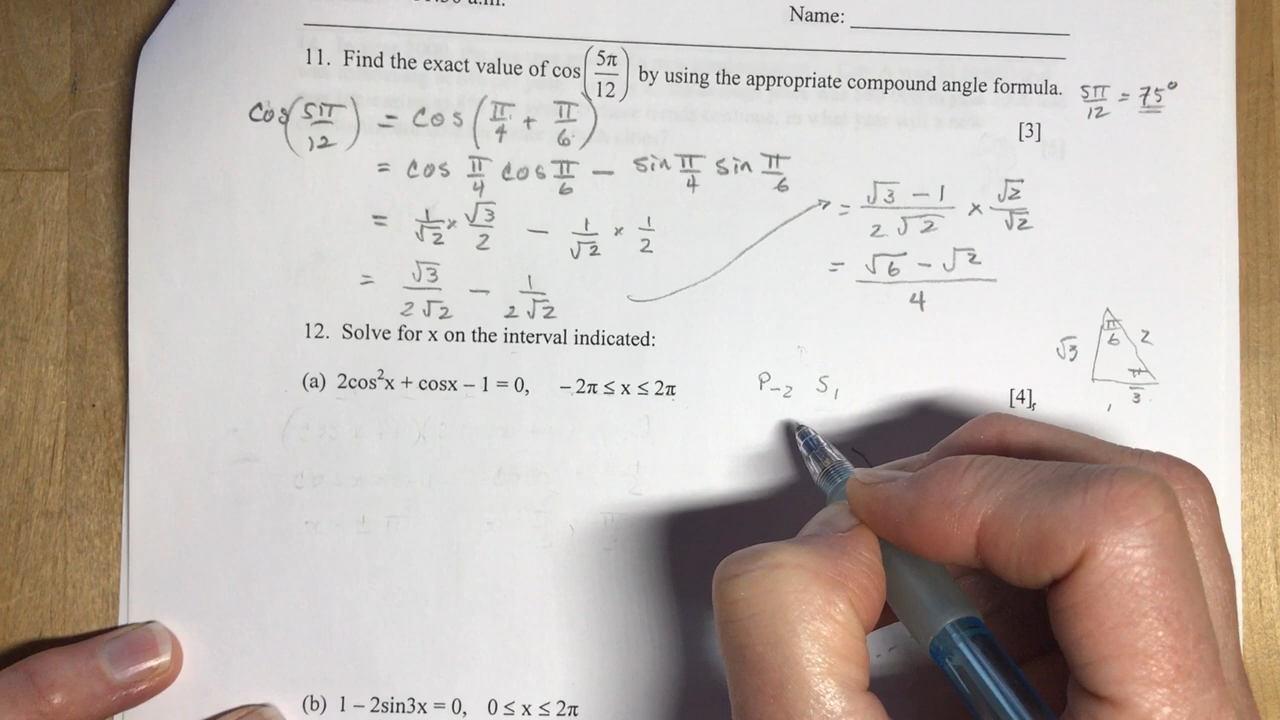 Name:
11. Find the exact value of cos(5π/12) by using the appropriate compound angle formula.
5π/12 = 75°
[3]
cos(5π/12) = cos(π/4 + π/6)
= cos π/4 cos π/6 − sin π/4 sin π/6
= 1/√2 × √3/2 − 1/√2 × 1/2
= √3/2√2 − 1/2√2
= √3 − 1/2√2 × √2/√2
= √6 − √2/4
12. Solve for x on the interval indicated:
(a) 2cos²x + cosx − 1 = 0, − 2π ≤ x ≤ 2π
P−2 S1
[4]
√3 π/6 2
π/3
1
(b) 1 − 2sin3x = 0, 0 ≤ x ≤ 2π